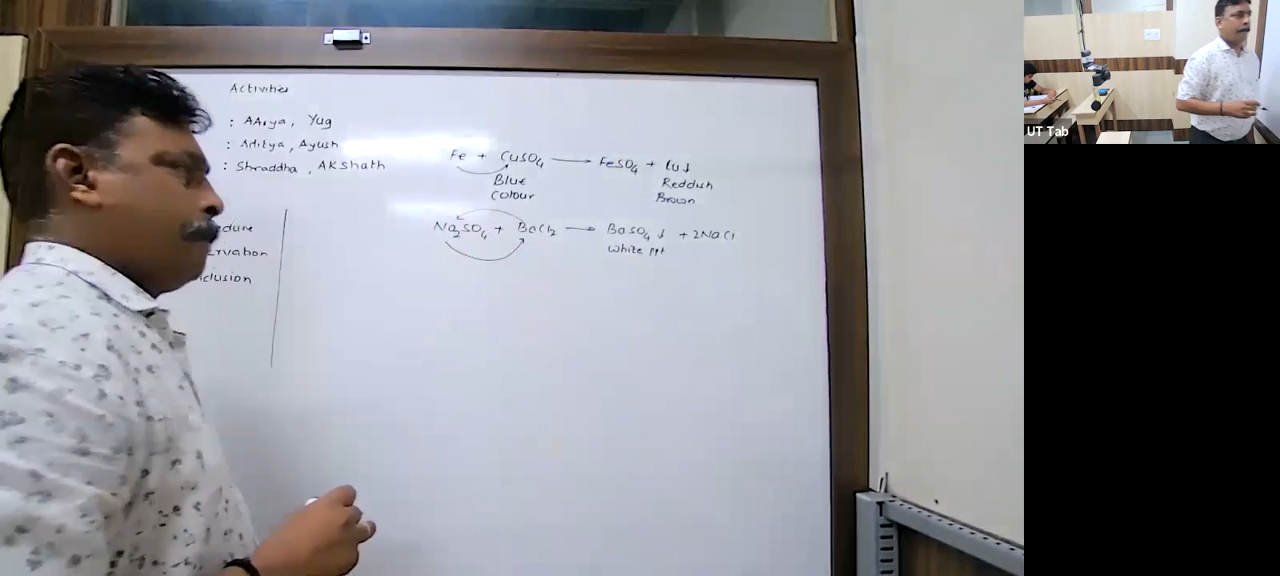 Activities
: AArya, Yug
: Aditya, Ayush
: Shraddha, AKshath
dure
rvation
clusion
Fe + CuSO₄ → FeSO₄ + Cu↓
Blue Colour
Reddish Brown
Na₂SO₄ + BaCl₂ → BaSO₄↓ + 2NaCl
white ppt
UT Tab